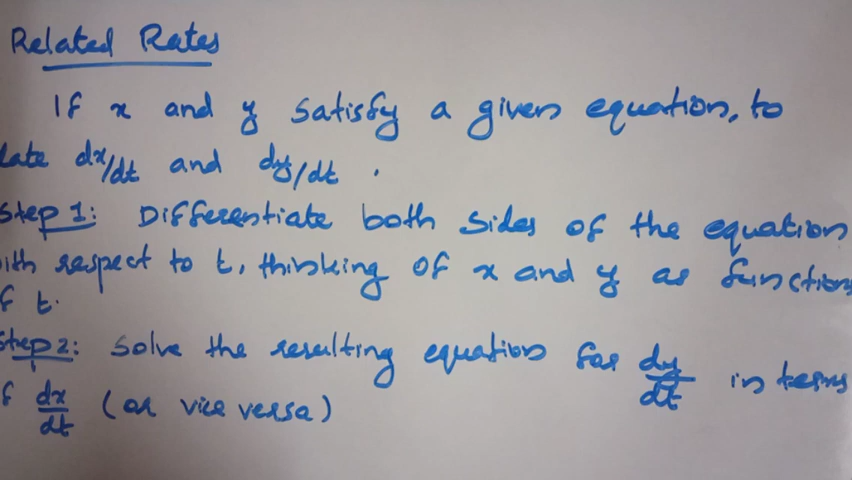 Related Rates
If x and y satisfy a given equation, to
late dx/dt and dy/dt .
Step 1: Differentiate both sides of the equation
ith respect to t, thinking of x and y as functions
f t.
Step 2: Solve the resulting equation for dy/dt in terms
f dx/dt (or vice versa)